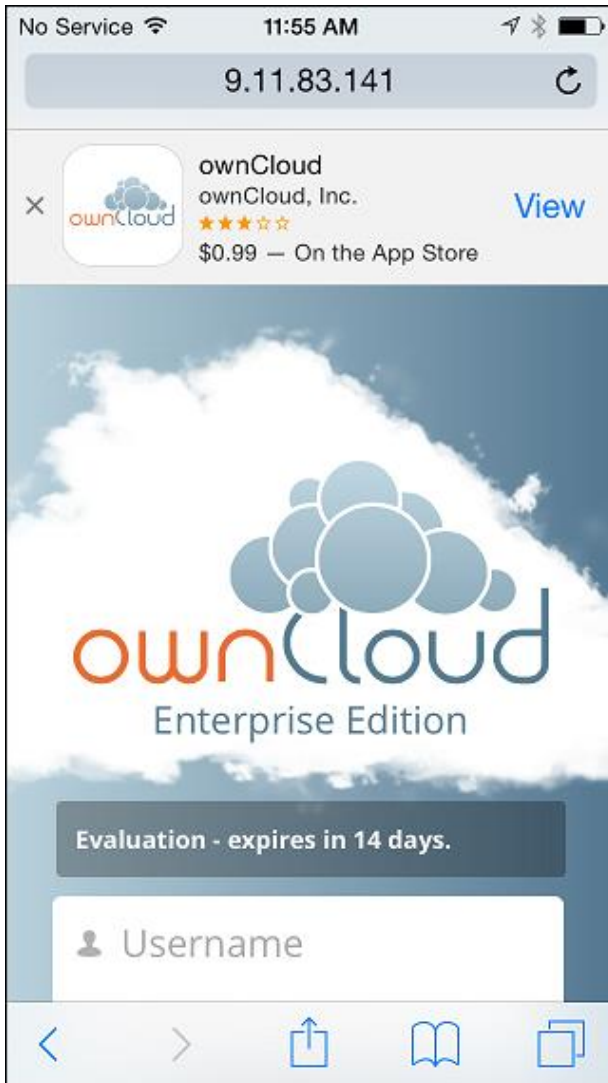 No Service 11:55 AM
9.11.83.141
ownCloud
ownCloud
ownCloud, Inc.
$0.99 — On the App Store
View
ownCloud
Enterprise Edition
Evaluation - expires in 14 days.
Username